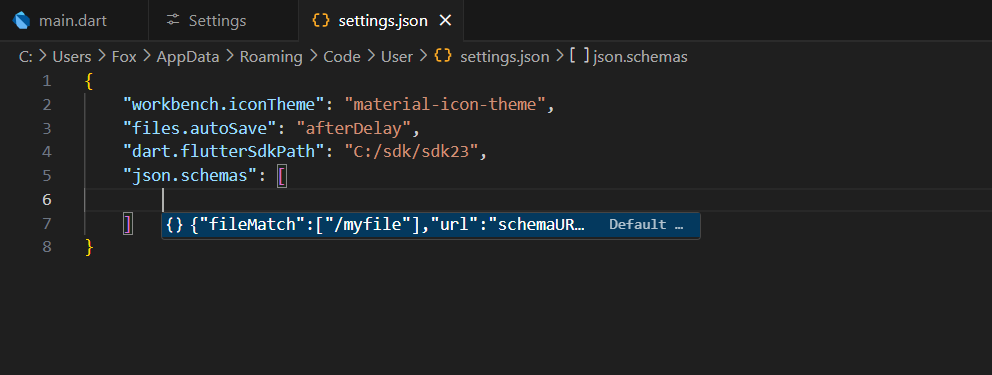 main.dart Settings settings.json
C: > Users > Fox > AppData > Roaming > Code > User > {} settings.json > [ ] json.schemas
1 {
2 "workbench.iconTheme": "material-icon-theme",
3 "files.autoSave": "afterDelay",
4 "dart.flutterSdkPath": "C:/sdk/sdk23",
5 "json.schemas": [
6
7 ]
{} {"fileMatch":["/myfile"],"url":"schemaUR… Default …
8 }